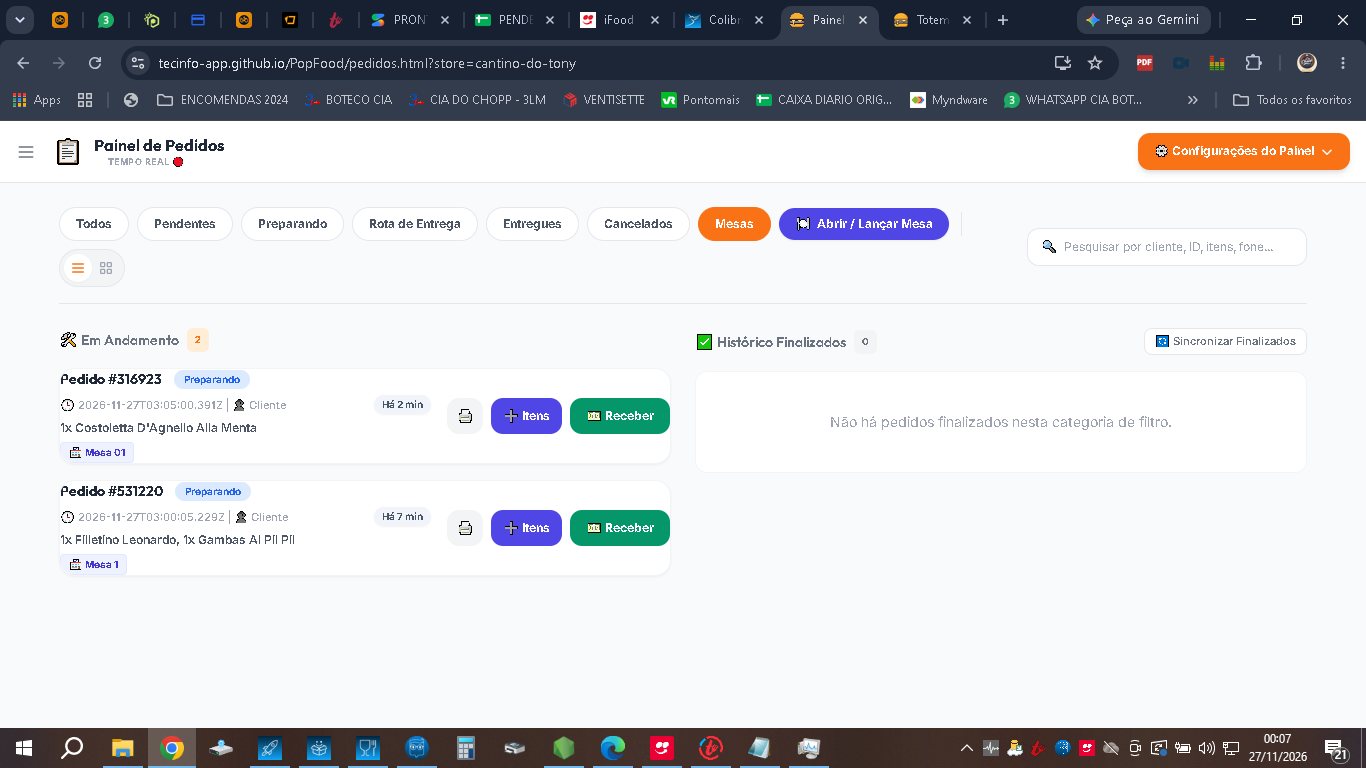 3
PRON
PENDE
iFood
Colibr
Painel
Totem
Peça ao Gemini
tecinfo-app.github.io/PopFood/pedidos.html?store=cantino-do-tony
PDF
Apps
ENCOMENDAS 2024
BOTECO CIA
CIA DO CHOPP - 3LM
VENTISETTE
Pontomais
CAIXA DIARIO ORIG...
Myndware
3
WHATSAPP CIA BOT...
Todos os favoritos
Painel de Pedidos
TEMPO REAL
Configurações do Painel
Todos
Pendentes
Preparando
Rota de Entrega
Entregues
Cancelados
Mesas
Abrir / Lançar Mesa
Pesquisar por cliente, ID, itens, fone...
Em Andamento 2
Pedido #316923 Preparando
2026-11-27T03:05:00.391Z | Cliente
Há 2 min
Itens
Receber
1x Costoletta D'Agnello Alla Menta
Mesa 01
Pedido #531220 Preparando
2026-11-27T03:00:05.229Z | Cliente
Há 7 min
Itens
Receber
1x Filletino Leonardo, 1x Gambas Al Pil Pil
Mesa 1
Histórico Finalizados 0
Sincronizar Finalizados
Não há pedidos finalizados nesta categoria de filtro.
00:07
27/11/2026
21